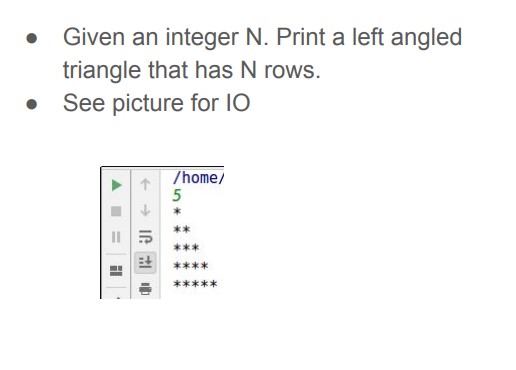 ● Given an integer N. Print a left angled
triangle that has N rows.
● See picture for IO
/home/
5
*
**
***
****
*****